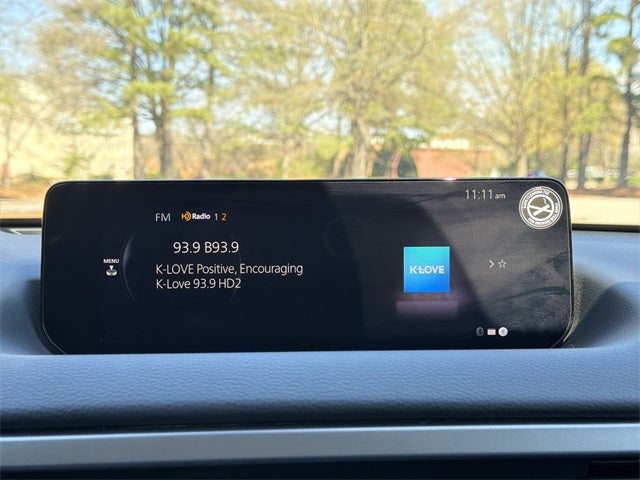 11:11 am
FM HD Radio 1 2
93.9 B93.9
MENU
K-LOVE Positive, Encouraging
K-Love 93.9 HD2
K-LOVE